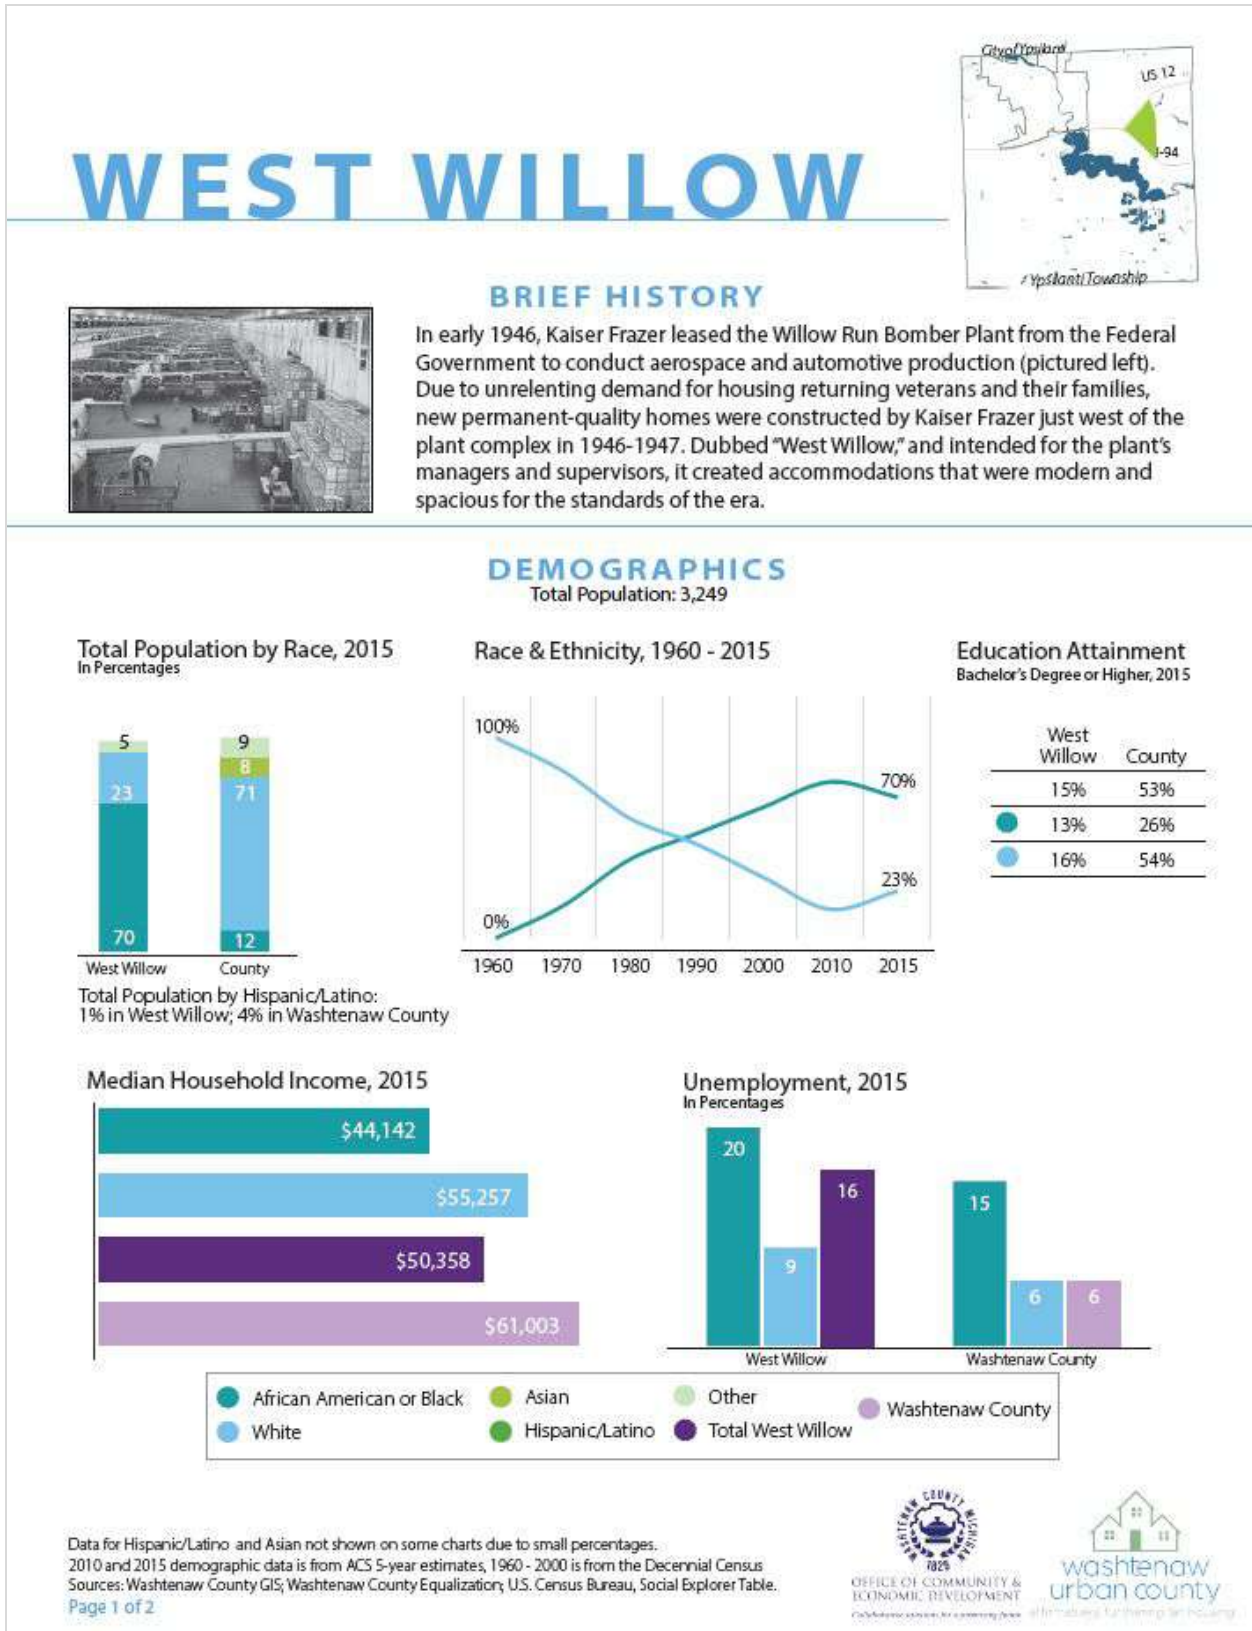 City of Ypsilanti
US 12
I-94
Ypsilanti Township
WEST WILLOW
BRIEF HISTORY
In early 1946, Kaiser Frazer leased the Willow Run Bomber Plant from the Federal
Government to conduct aerospace and automotive production (pictured left).
Due to unrelenting demand for housing returning veterans and their families,
new permanent-quality homes were constructed by Kaiser Frazer just west of the
plant complex in 1946-1947. Dubbed “West Willow,” and intended for the plant’s
managers and supervisors, it created accommodations that were modern and
spacious for the standards of the era.
DEMOGRAPHICS
Total Population: 3,249
Total Population by Race, 2015
In Percentages
5
9
8
23
71
70
12
West Willow
County
Total Population by Hispanic/Latino:
1% in West Willow; 4% in Washtenaw County
Race & Ethnicity, 1960 - 2015
100%
70%
23%
0%
1960 1970 1980 1990 2000 2010 2015
Education Attainment
Bachelor's Degree or Higher, 2015
West
Willow County
15% 53%
13% 26%
16% 54%
Median Household Income, 2015
$44,142
$55,257
$50,358
$61,003
Unemployment, 2015
In Percentages
20
9
16
15
6
6
West Willow
Washtenaw County
African American or Black
Asian
Other
Washtenaw County
White
Hispanic/Latino
Total West Willow
Data for Hispanic/Latino and Asian not shown on some charts due to small percentages.
2010 and 2015 demographic data is from ACS 5-year estimates, 1960 - 2000 is from the Decennial Census
Sources: Washtenaw County GIS; Washtenaw County Equalization; U.S. Census Bureau, Social Explorer Table.
Page 1 of 2
WASHTENAW COUNTY MICHIGAN
OFFICE OF COMMUNITY &
ECONOMIC DEVELOPMENT
washtenaw
urban county
affirmatively furthering fair housing